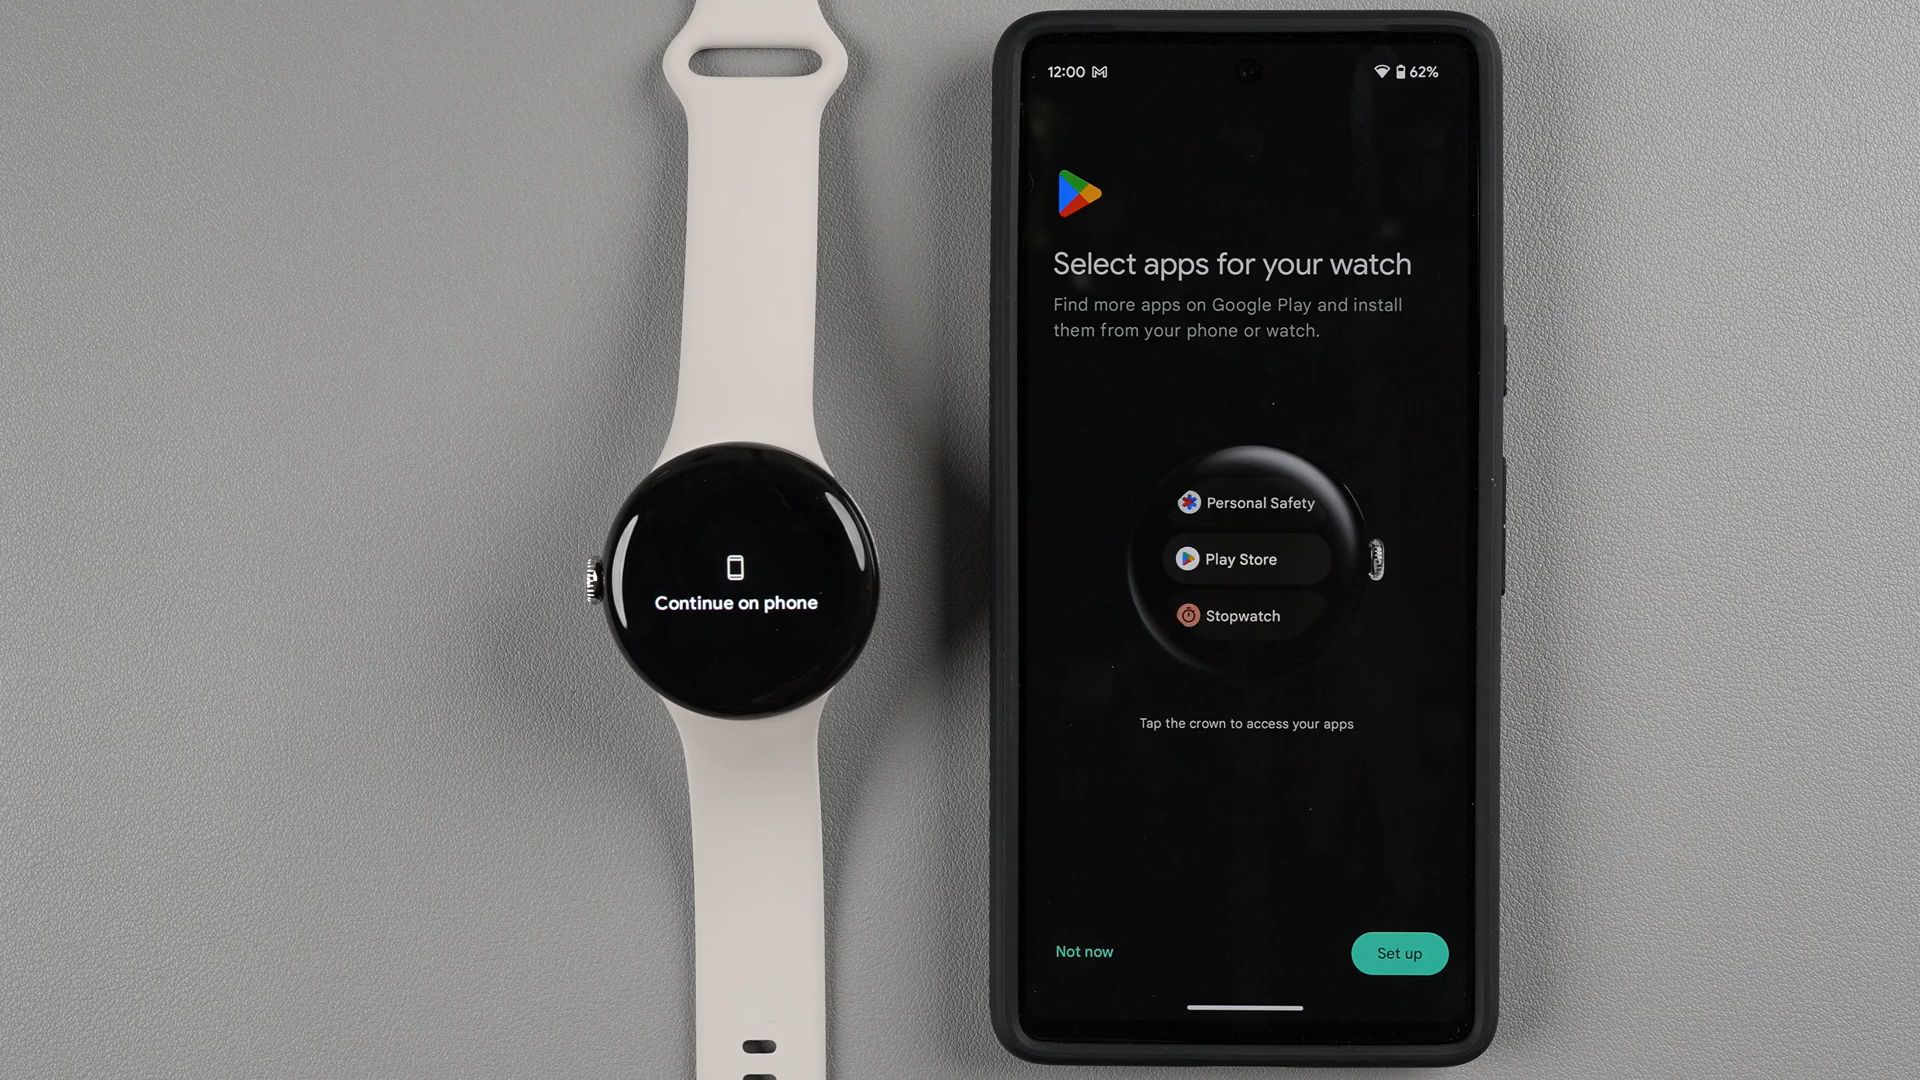 Continue on phone
12:00
62%
Select apps for your watch
Find more apps on Google Play and install
them from your phone or watch.
Personal Safety
Play Store
Stopwatch
Tap the crown to access your apps
Not now
Set up